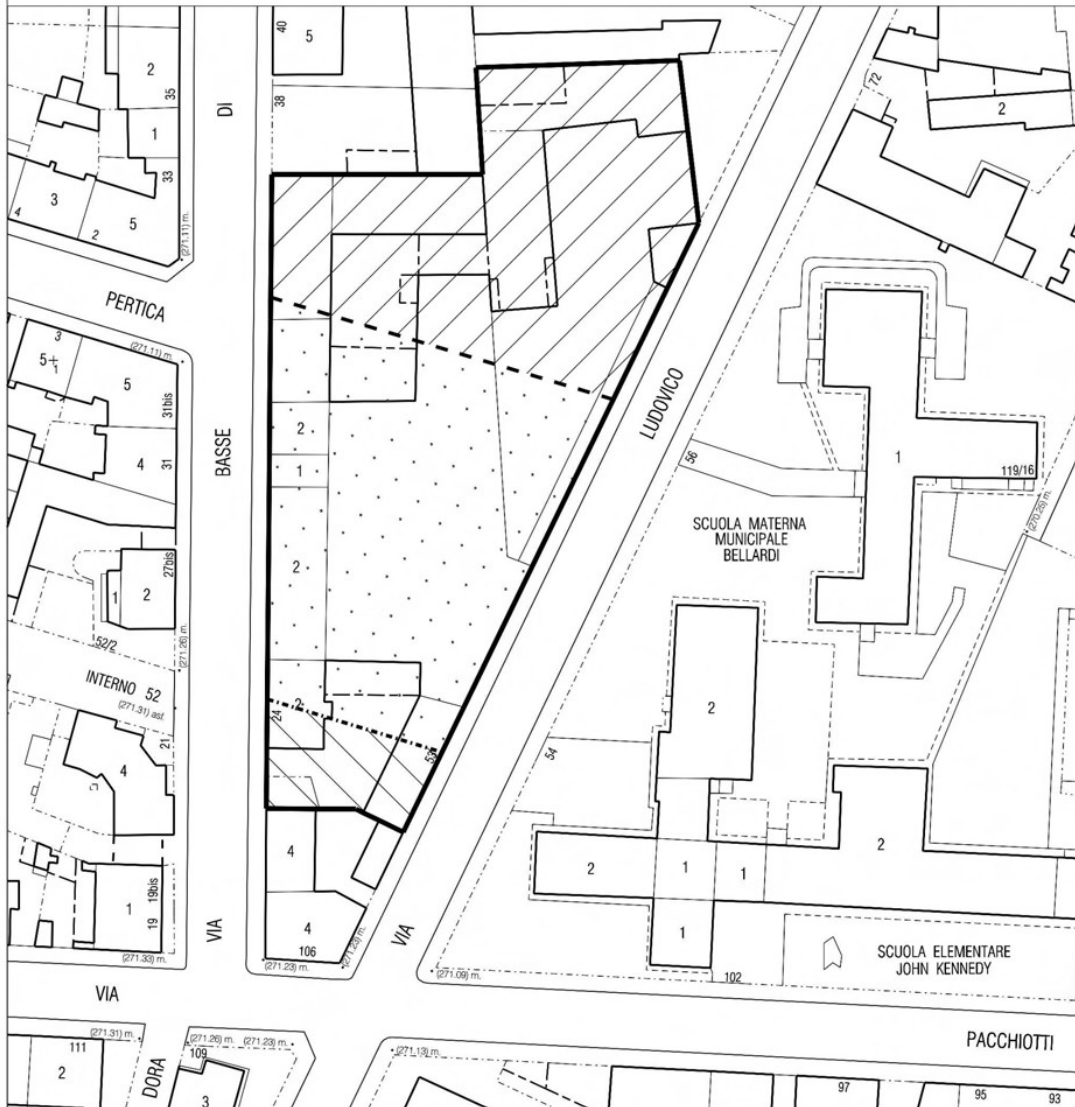 40
5
2
35
DI
38
72
2
1
33
3
5
4
2
(271.11) m.
PERTICA
3
(271.11) m.
5
1
5
31bis
LUDOVICO
BASSE
2
4
31
1
56
1
119/16
(270.25) m.
SCUOLA MATERNA
MUNICIPALE
BELLARDI
27bis
2
1
2
52/2
(271.26) m.
INTERNO 52
(271.31) asf.
2
2
24
21
53
54
4
4
2
2
1
1
19bis
1
19
4
1
106
VIA
VIA
(271.33) m.
(271.23) m.
(271.23) m.
(271.09) m.
102
SCUOLA ELEMENTARE
JOHN KENNEDY
VIA
(271.31) m.
(271.26) m.
(271.23) m.
PACCHIOTTI
111
109
(271.13) m.
2
DORA
3
97
95
93